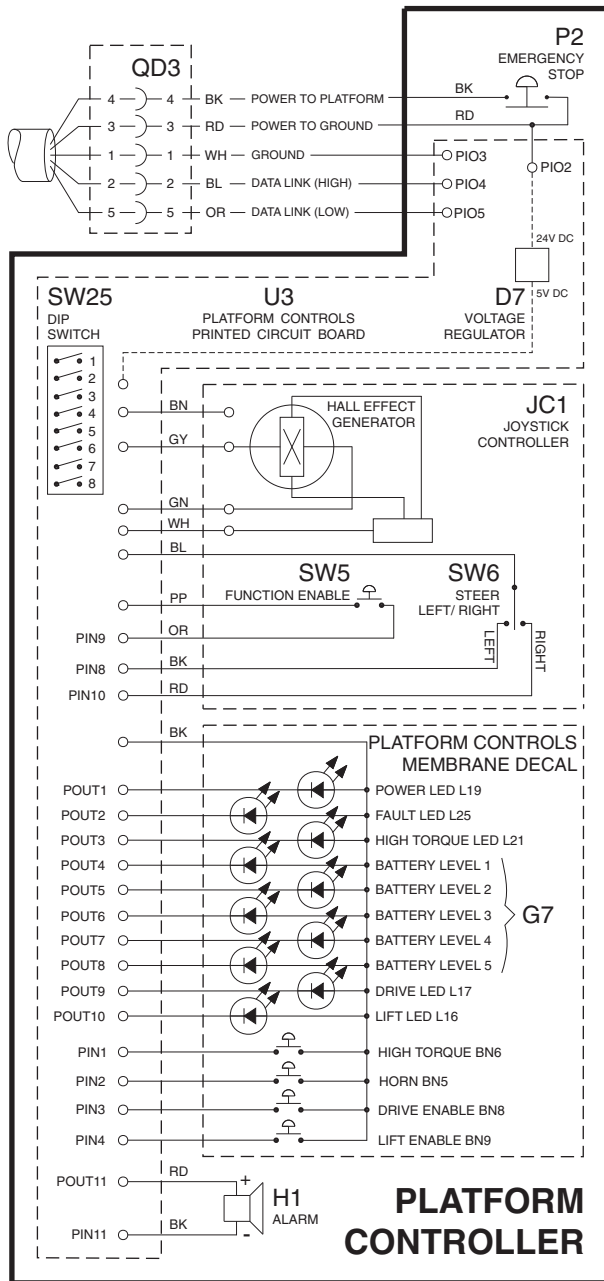 P2
EMERGENCY
STOP
QD3
4 4 BK POWER TO PLATFORM BK
3 3 RD POWER TO GROUND RD
1 1 WH GROUND PIO3
2 2 BL DATA LINK (HIGH) PIO4
5 5 OR DATA LINK (LOW) PIO5
PIO2
24V DC
5V DC
SW25
DIP
SWITCH
1
2
3
4
5
6
7
8
U3
PLATFORM CONTROLS
PRINTED CIRCUIT BOARD
D7
VOLTAGE
REGULATOR
JC1
JOYSTICK
CONTROLLER
HALL EFFECT
GENERATOR
BN
GY
GN
WH
BL
SW5
FUNCTION ENABLE
SW6
STEER
LEFT/ RIGHT
LEFT
RIGHT
PP
PIN9 OR
PIN8 BK
PIN10 RD
BK
PLATFORM CONTROLS
MEMBRANE DECAL
POUT1 POWER LED L19
POUT2 FAULT LED L25
POUT3 HIGH TORQUE LED L21
POUT4 BATTERY LEVEL 1
POUT5 BATTERY LEVEL 2
POUT6 BATTERY LEVEL 3
POUT7 BATTERY LEVEL 4
POUT8 BATTERY LEVEL 5
G7
POUT9 DRIVE LED L17
POUT10 LIFT LED L16
PIN1 HIGH TORQUE BN6
PIN2 HORN BN5
PIN3 DRIVE ENABLE BN8
PIN4 LIFT ENABLE BN9
POUT11 RD +
H1
ALARM
PIN11 BK -
PLATFORM
CONTROLLER